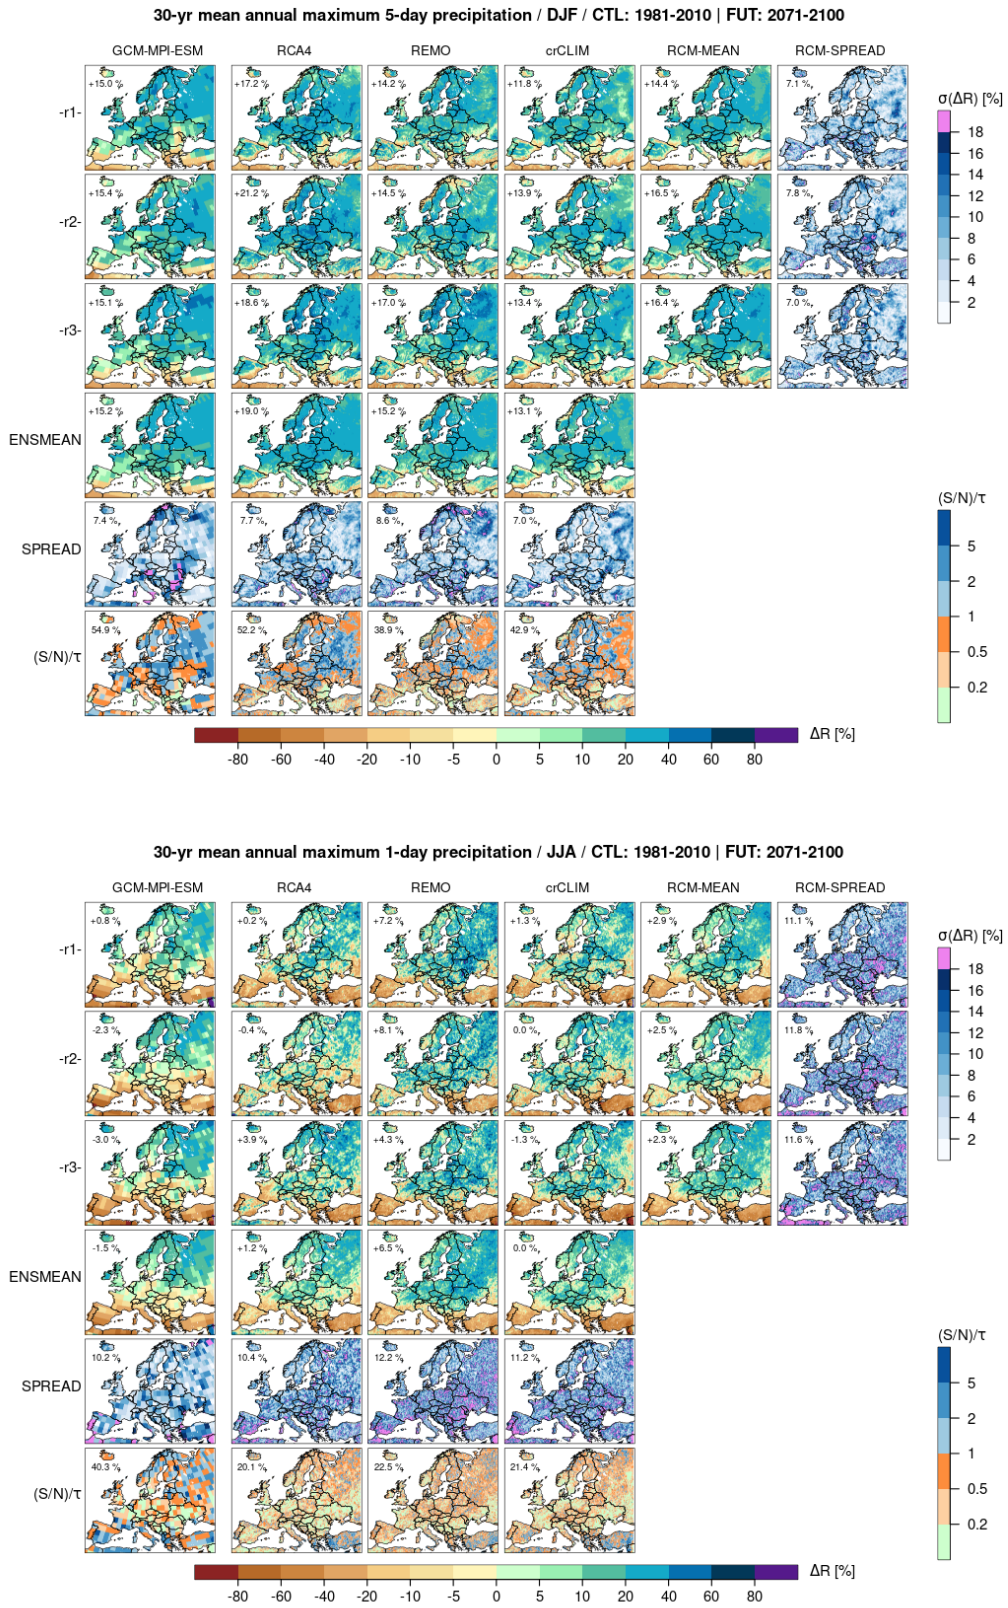 30-yr mean annual maximum 5-day precipitation / DJF / CTL: 1981-2010 | FUT: 2071-2100
GCM-MPI-ESM RCA4 REMO crCLIM RCM-MEAN RCM-SPREAD
-r1- +15.0 % +17.2 % +14.2 % +11.8 % +14.4 % 7.1 %
-r2- +15.4 % +21.2 % +14.5 % +13.9 % +16.5 % 7.8 %
-r3- +15.1 % +18.6 % +17.0 % +13.4 % +16.4 % 7.0 %
ENSMEAN +15.2 % +19.0 % +15.2 % +13.1 %
SPREAD 7.4 % 7.7 % 8.6 % 7.0 %
(S/N)/τ 54.9 % 52.2 % 38.9 % 42.9 %
σ(ΔR) [%]
18
16
14
12
10
8
6
4
2
(S/N)/τ
5
2
1
0.5
0.2
-80 -60 -40 -20 -10 -5 0 5 10 20 40 60 80 ΔR [%]
30-yr mean annual maximum 1-day precipitation / JJA / CTL: 1981-2010 | FUT: 2071-2100
GCM-MPI-ESM RCA4 REMO crCLIM RCM-MEAN RCM-SPREAD
-r1- +0.8 % +0.2 % +7.2 % +1.3 % +2.9 % 11.1 %
-r2- -2.3 % -0.4 % +8.1 % 0.0 % +2.5 % 11.8 %
-r3- -3.0 % +3.9 % +4.3 % -1.3 % +2.3 % 11.6 %
ENSMEAN -1.5 % +1.2 % +6.5 % 0.0 %
SPREAD 10.2 % 10.4 % 12.2 % 11.2 %
(S/N)/τ 40.3 % 20.1 % 22.5 % 21.4 %
σ(ΔR) [%]
18
16
14
12
10
8
6
4
2
(S/N)/τ
5
2
1
0.5
0.2
-80 -60 -40 -20 -10 -5 0 5 10 20 40 60 80 ΔR [%]